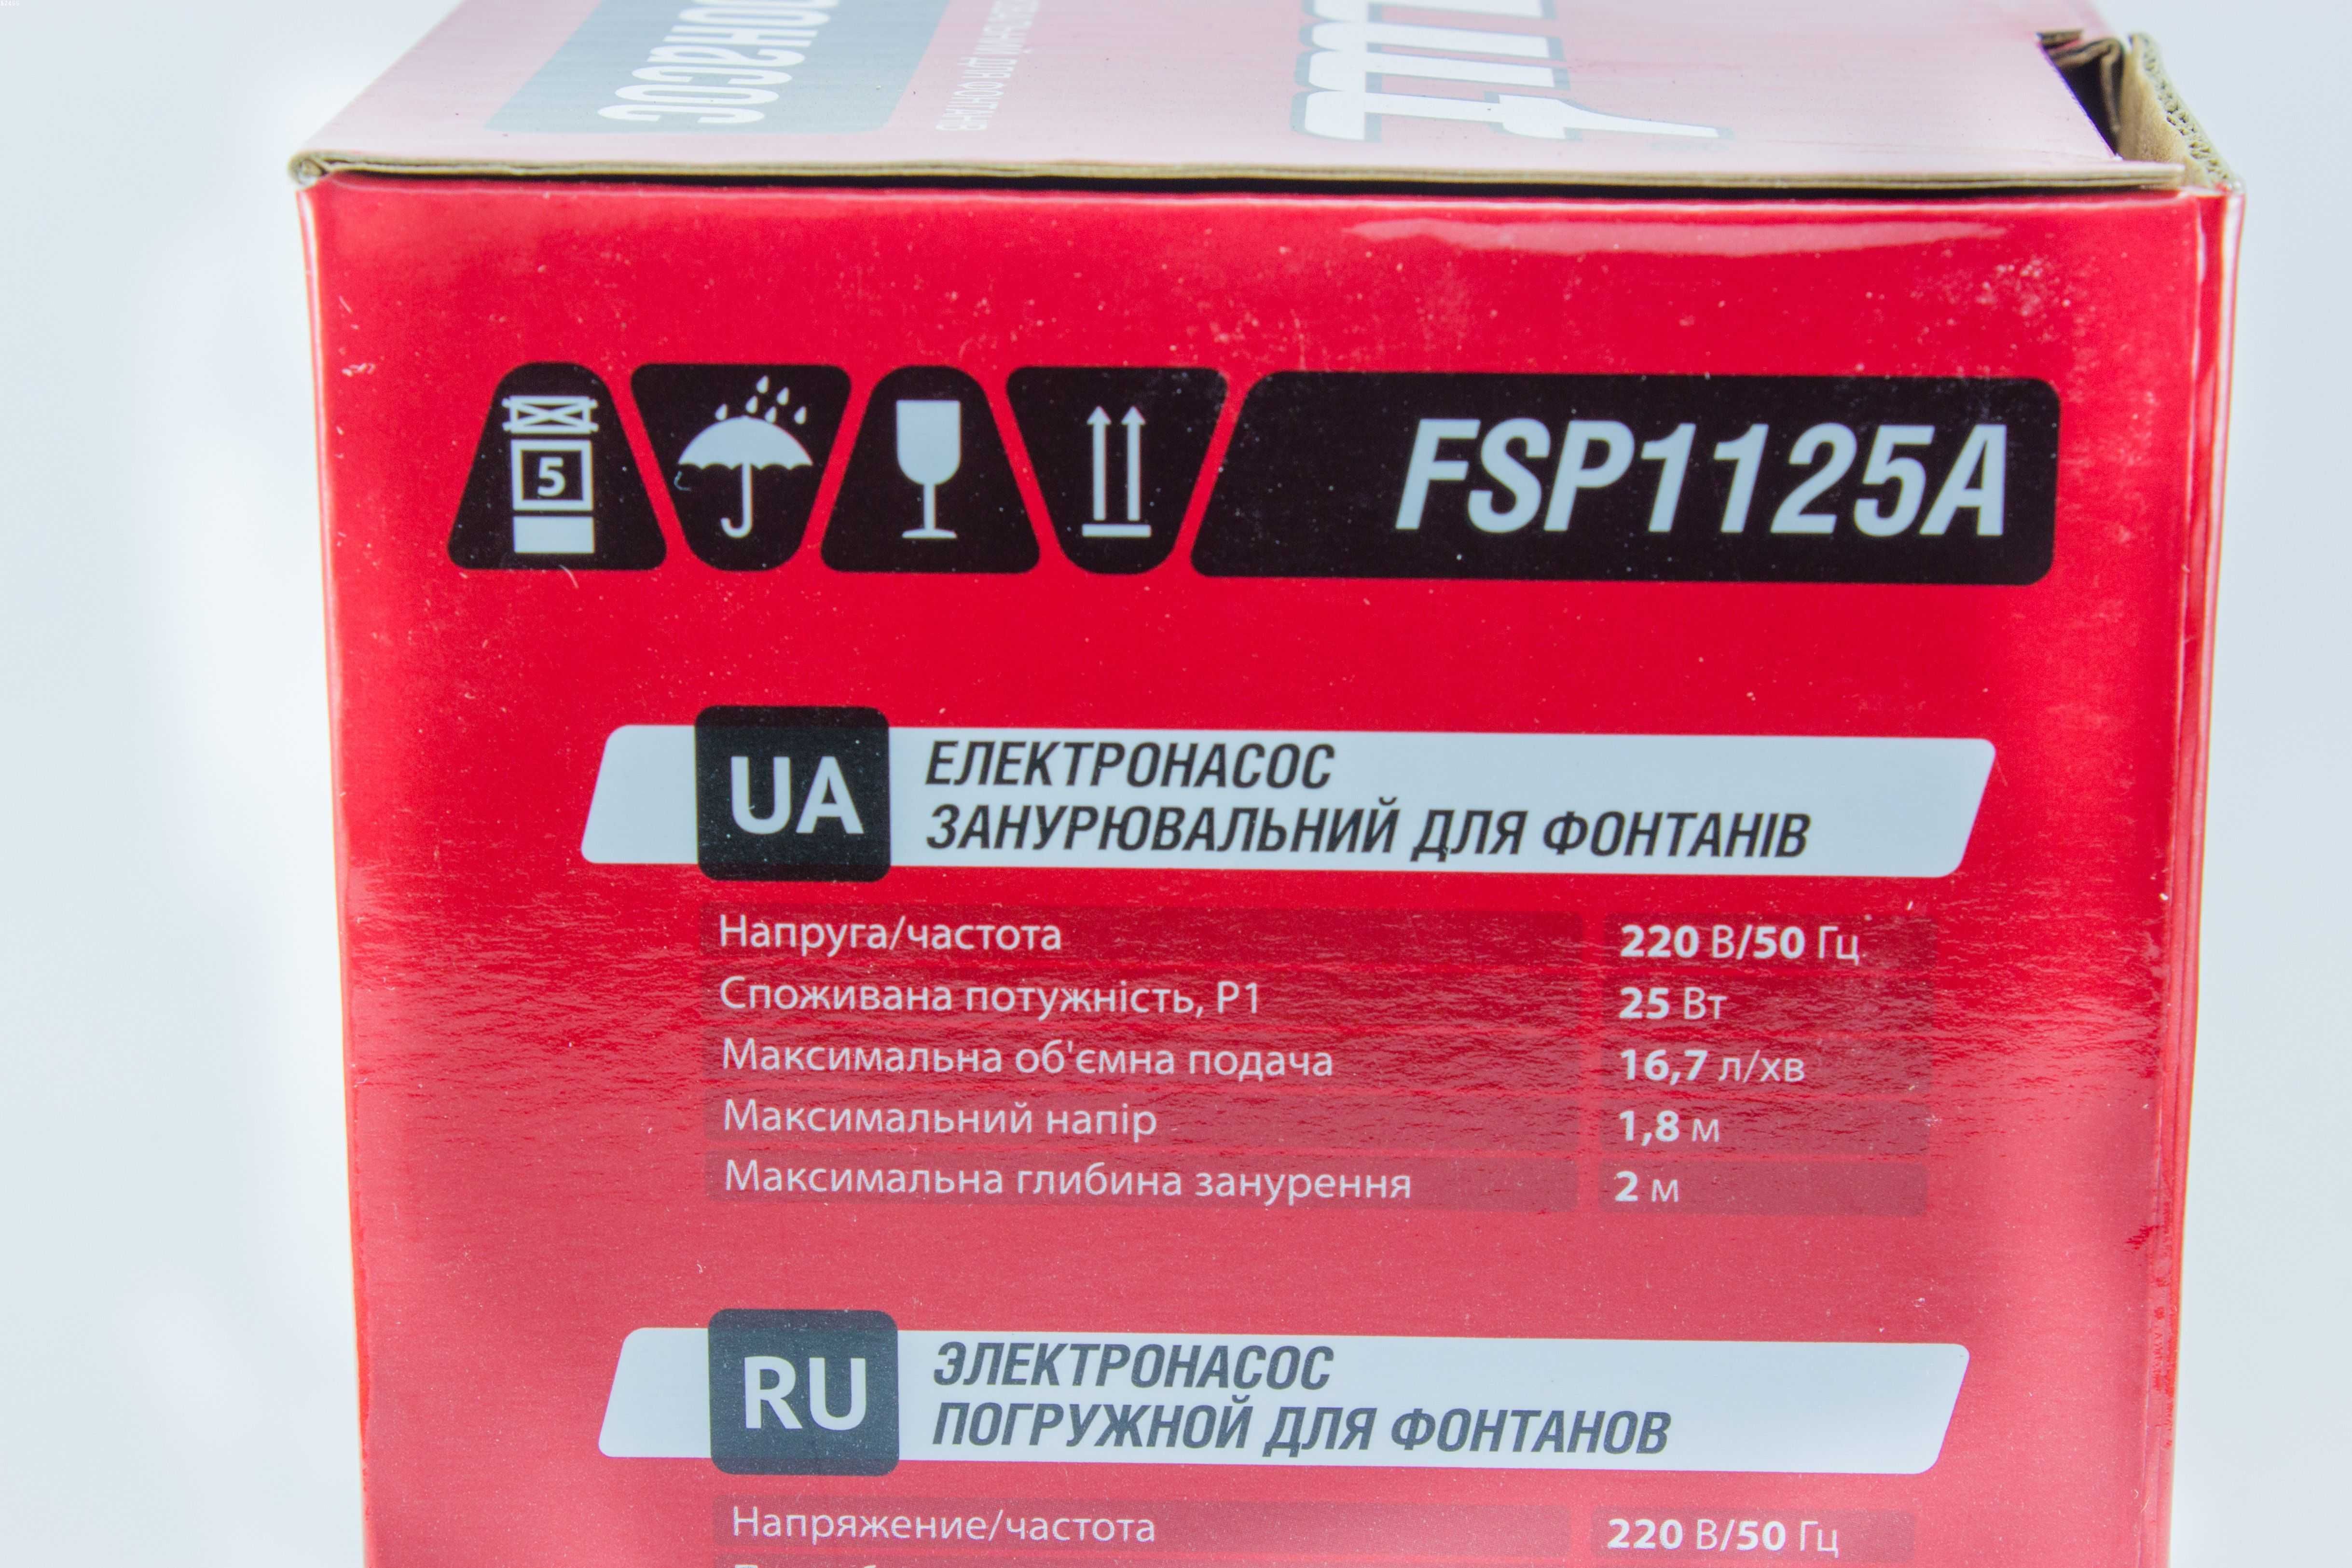 5
FSP1125A
UA
ЕЛЕКТРОНАСОС
ЗАНУРЮВАЛЬНИЙ ДЛЯ ФОНТАНІВ
Напруга/частота 220 В/50 Гц
Споживана потужність, P1 25 Вт
Максимальна об'ємна подача 16,7 л/хв
Максимальний напір 1,8 м
Максимальна глибина занурення 2 м
RU
ЭЛЕКТРОНАСОС
ПОГРУЖНОЙ ДЛЯ ФОНТАНОВ
Напряжение/частота 220 В/50 Гц